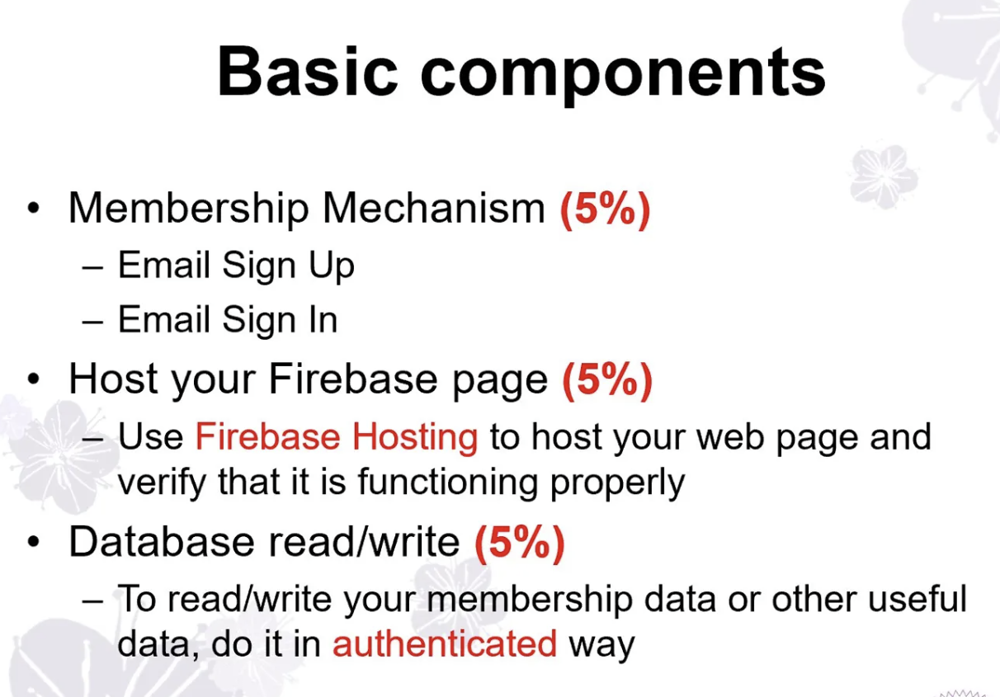 Basic components
• Membership Mechanism (5%)
– Email Sign Up
– Email Sign In
• Host your Firebase page (5%)
– Use Firebase Hosting to host your web page and
verify that it is functioning properly
• Database read/write (5%)
– To read/write your membership data or other useful
data, do it in authenticated way